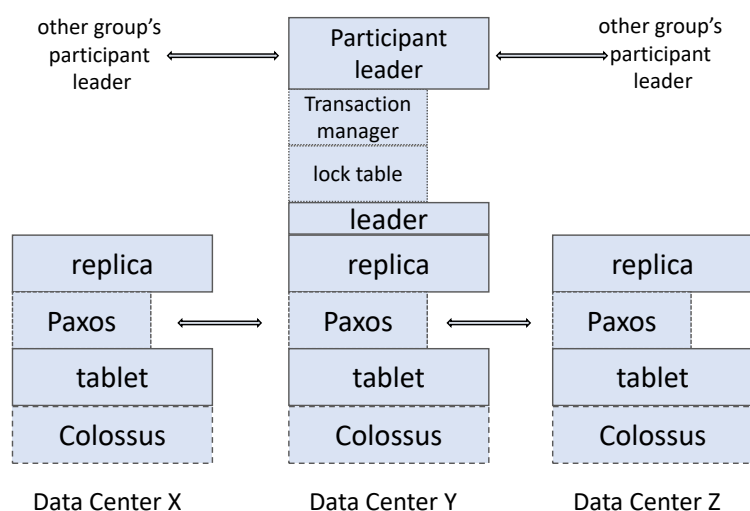 other group's
participant
leader
Participant
leader
other group's
participant
leader
Transaction
manager
lock table
leader
replica
replica
replica
Paxos
Paxos
Paxos
tablet
tablet
tablet
Colossus
Colossus
Colossus
Data Center X
Data Center Y
Data Center Z